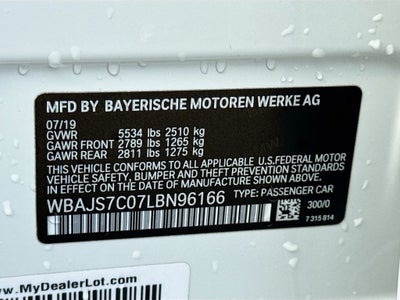 MFD BY BAYERISCHE MOTOREN WERKE AG
07/19
GVWR 5534 lbs 2510 kg
GAWR FRONT 2789 lbs 1265 kg
GAWR REAR 2811 lbs 1275 kg
THIS VEHICLE CONFORMS TO ALL APPLICABLE U.S.FEDERAL MOTOR
VEHICLE SAFETY, BUMPER, AND THEFT PREVENTION STANDARDS
IN EFFECT ON THE DATE OF MANUFACTURE SHOWN ABOVE.
WBAJS7C07LBN96166 TYPE: PASSENGER CAR
300/0
7 315 814
www.MyDealerLot.com